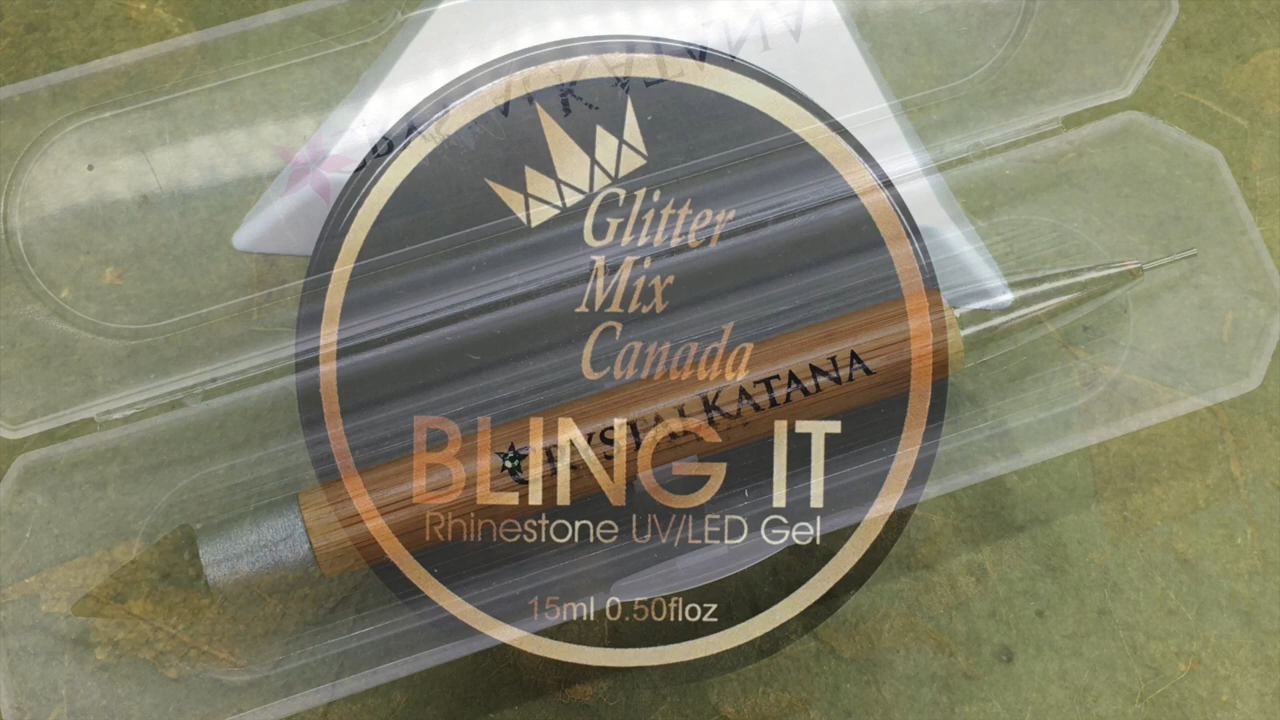 Glitter
Mix
Canada
CRYSTAL KATANA
BLING IT
Rhinestone UV/LED Gel
15ml 0.50floz